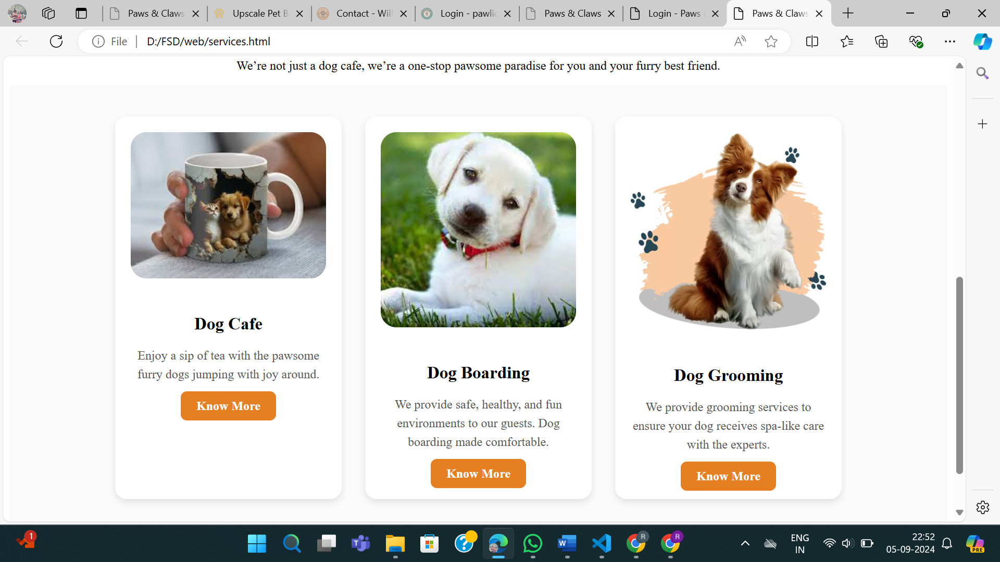 Paws & Claws
Upscale Pet B
Contact - Will
Login - pawlic
Paws & Claws
Login - Paws
Paws & Claws
File
D:/FSD/web/services.html
We’re not just a dog cafe, we’re a one-stop pawsome paradise for you and your furry best friend.
Dog Cafe
Enjoy a sip of tea with the pawsome
furry dogs jumping with joy around.
Know More
Dog Boarding
We provide safe, healthy, and fun
environments to our guests. Dog
boarding made comfortable.
Know More
Dog Grooming
We provide grooming services to
ensure your dog receives spa-like care
with the experts.
Know More
1
R
R
ENG
IN
22:52
05-09-2024
PRE